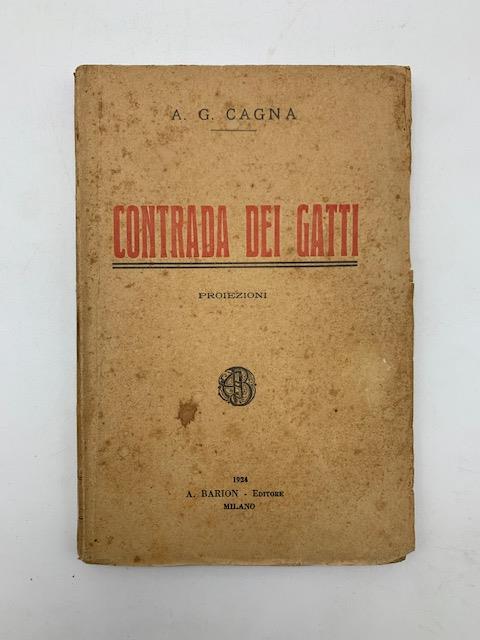 A. G. CAGNA
CONTRADA DEI GATTI
PROIEZIONI
1924
A. BARION - EDITORE
MILANO